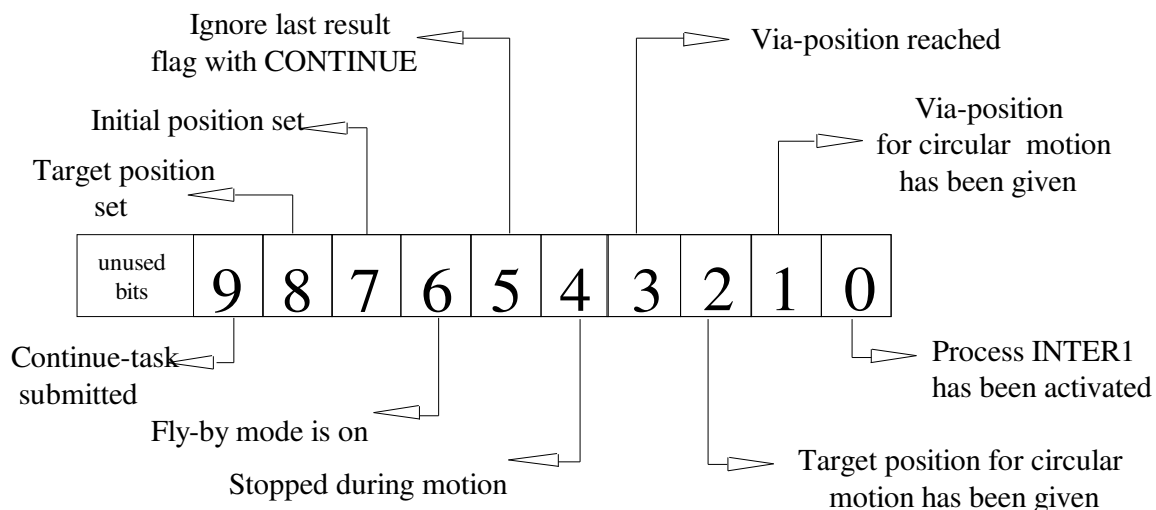 Ignore last result
flag with CONTINUE
Via-position reached
Initial position set
Via-position
for circular motion
has been given
Target position
set
unused
bits
9 8 7 6 5 4 3 2 1 0
Continue-task
submitted
Process INTER1
has been activated
Fly-by mode is on
Stopped during motion
Target position for circular
motion has been given